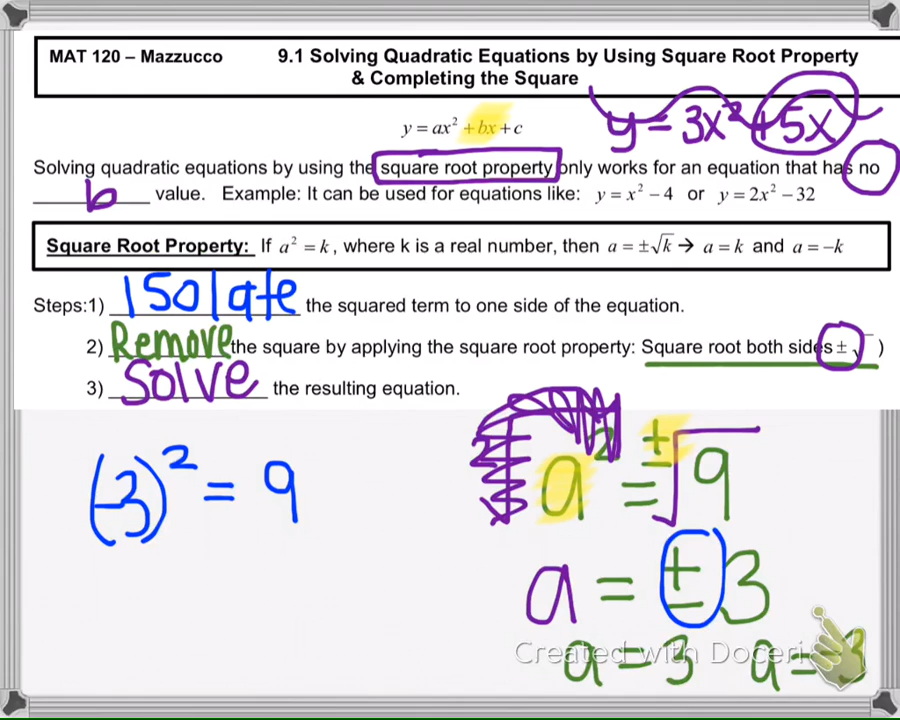 MAT 120 – Mazzucco 9.1 Solving Quadratic Equations by Using Square Root Property
& Completing the Square
y = ax² + bx + c
y = 3x² + 5x
Solving quadratic equations by using the square root property only works for an equation that has no
b value. Example: It can be used for equations like: y = x² – 4 or y = 2x² – 32
Square Root Property: If a² = k, where k is a real number, then a = ±√k → a = k and a = –k
Steps:1) Isolate the squared term to one side of the equation.
2) Remove the square by applying the square root property: Square root both sides ± √ )
3) Solve the resulting equation.
(-3)² = 9
a² = ±√9
a = ± 3
Created with Doceri
a = 3 a = -3